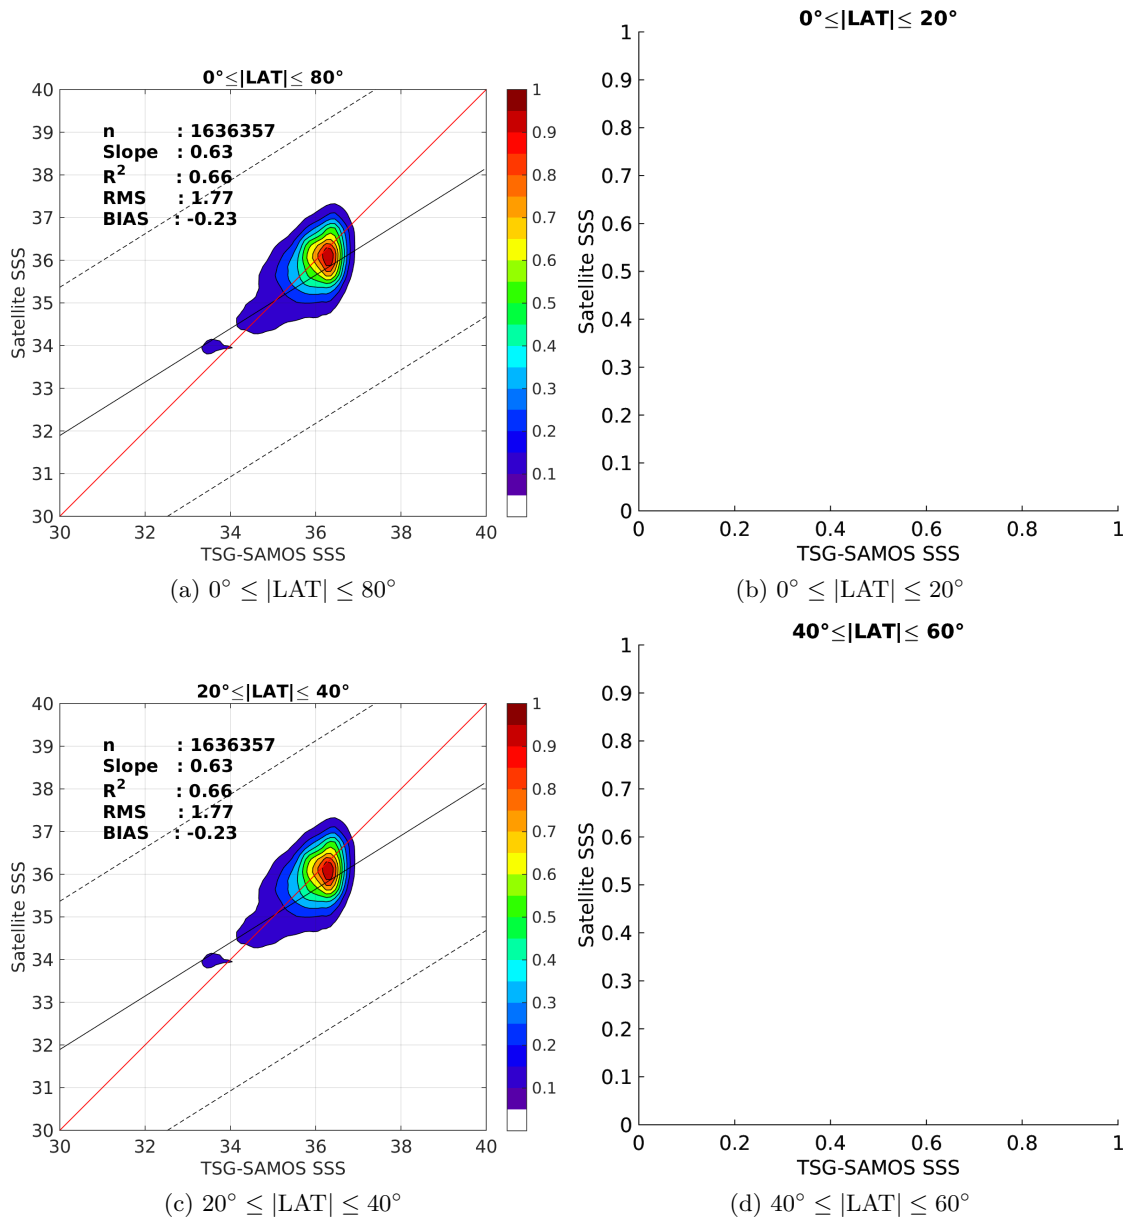 0°≤|LAT|≤ 80°
n : 1636357
Slope : 0.63
R² : 0.66
RMS : 1.77
BIAS : -0.23
40
39
38
37
36
35
34
33
32
31
30
Satellite SSS
30 32 34 36 38 40
TSG-SAMOS SSS
1
0.9
0.8
0.7
0.6
0.5
0.4
0.3
0.2
0.1
(a) 0° ≤ |LAT| ≤ 80°
0°≤|LAT|≤ 20°
1
0.9
0.8
0.7
0.6
0.5
0.4
0.3
0.2
0.1
0
Satellite SSS
0 0.2 0.4 0.6 0.8 1
TSG-SAMOS SSS
(b) 0° ≤ |LAT| ≤ 20°
20°≤|LAT|≤ 40°
n : 1636357
Slope : 0.63
R² : 0.66
RMS : 1.77
BIAS : -0.23
40
39
38
37
36
35
34
33
32
31
30
Satellite SSS
30 32 34 36 38 40
TSG-SAMOS SSS
1
0.9
0.8
0.7
0.6
0.5
0.4
0.3
0.2
0.1
(c) 20° ≤ |LAT| ≤ 40°
40°≤|LAT|≤ 60°
1
0.9
0.8
0.7
0.6
0.5
0.4
0.3
0.2
0.1
0
Satellite SSS
0 0.2 0.4 0.6 0.8 1
TSG-SAMOS SSS
(d) 40° ≤ |LAT| ≤ 60°